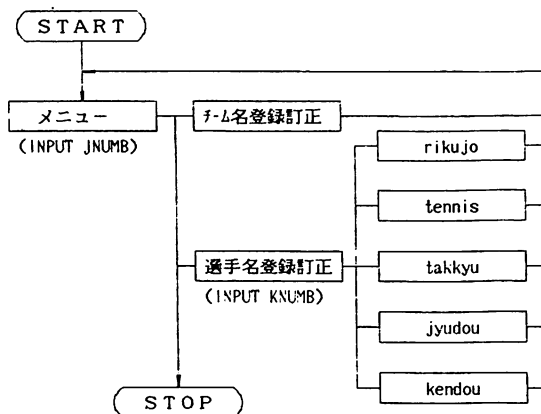 START
メニュー
(INPUT JNUMB)
ﾁｰﾑ名登録訂正
rikujo
tennis
選手名登録訂正
(INPUT KNUMB)
takkyu
jyudou
kendou
STOP